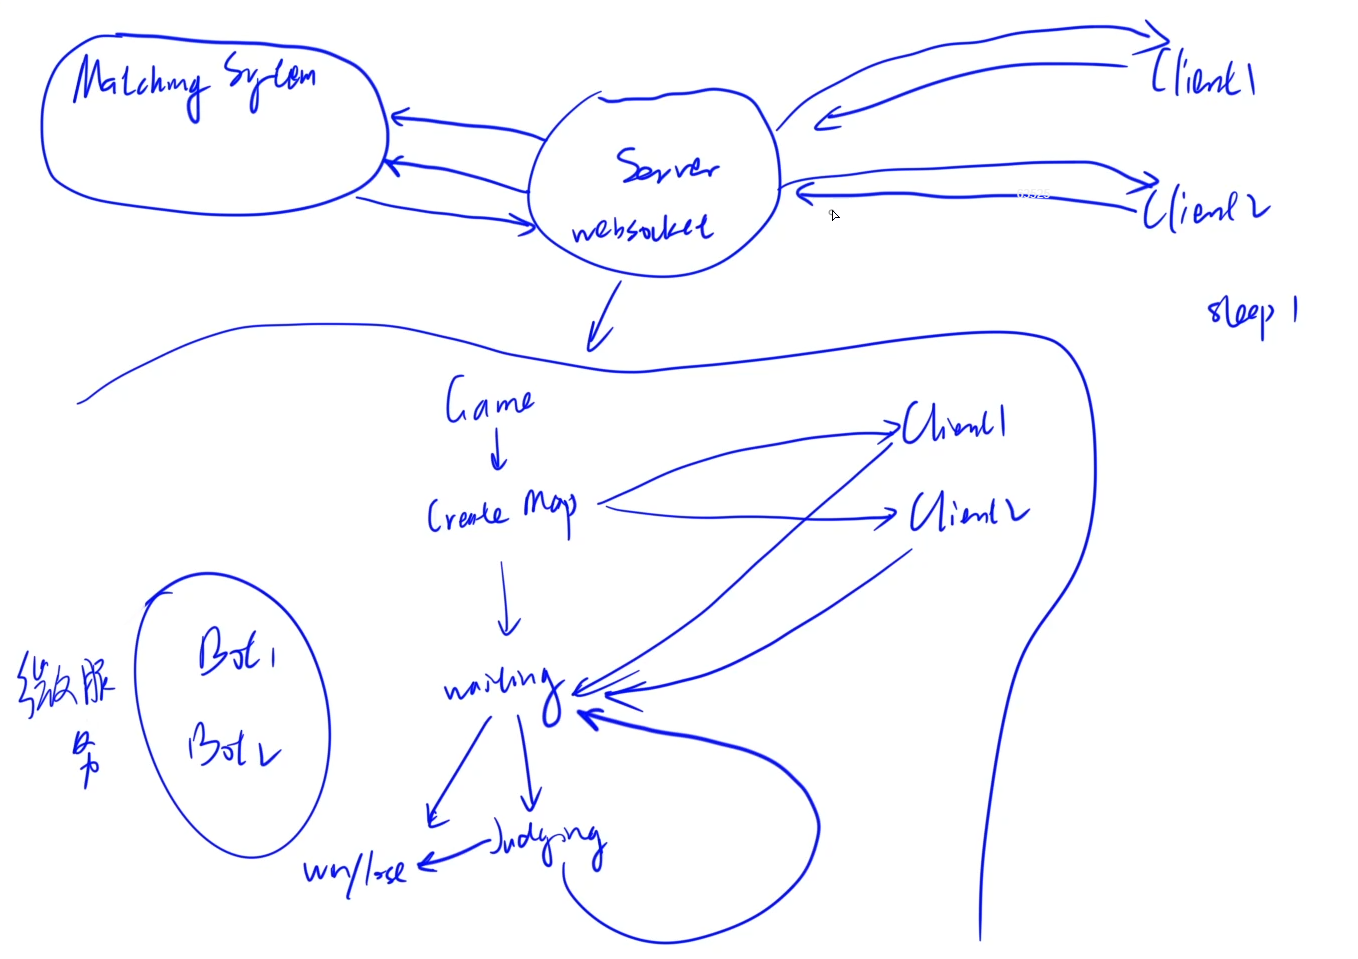 Matching System
Server
websocket
Client1
Client2
sleep 1
Game
Create Map
Client1
Client2
waiting
微服
务
Bot1
Bot2
Judging
win/lose